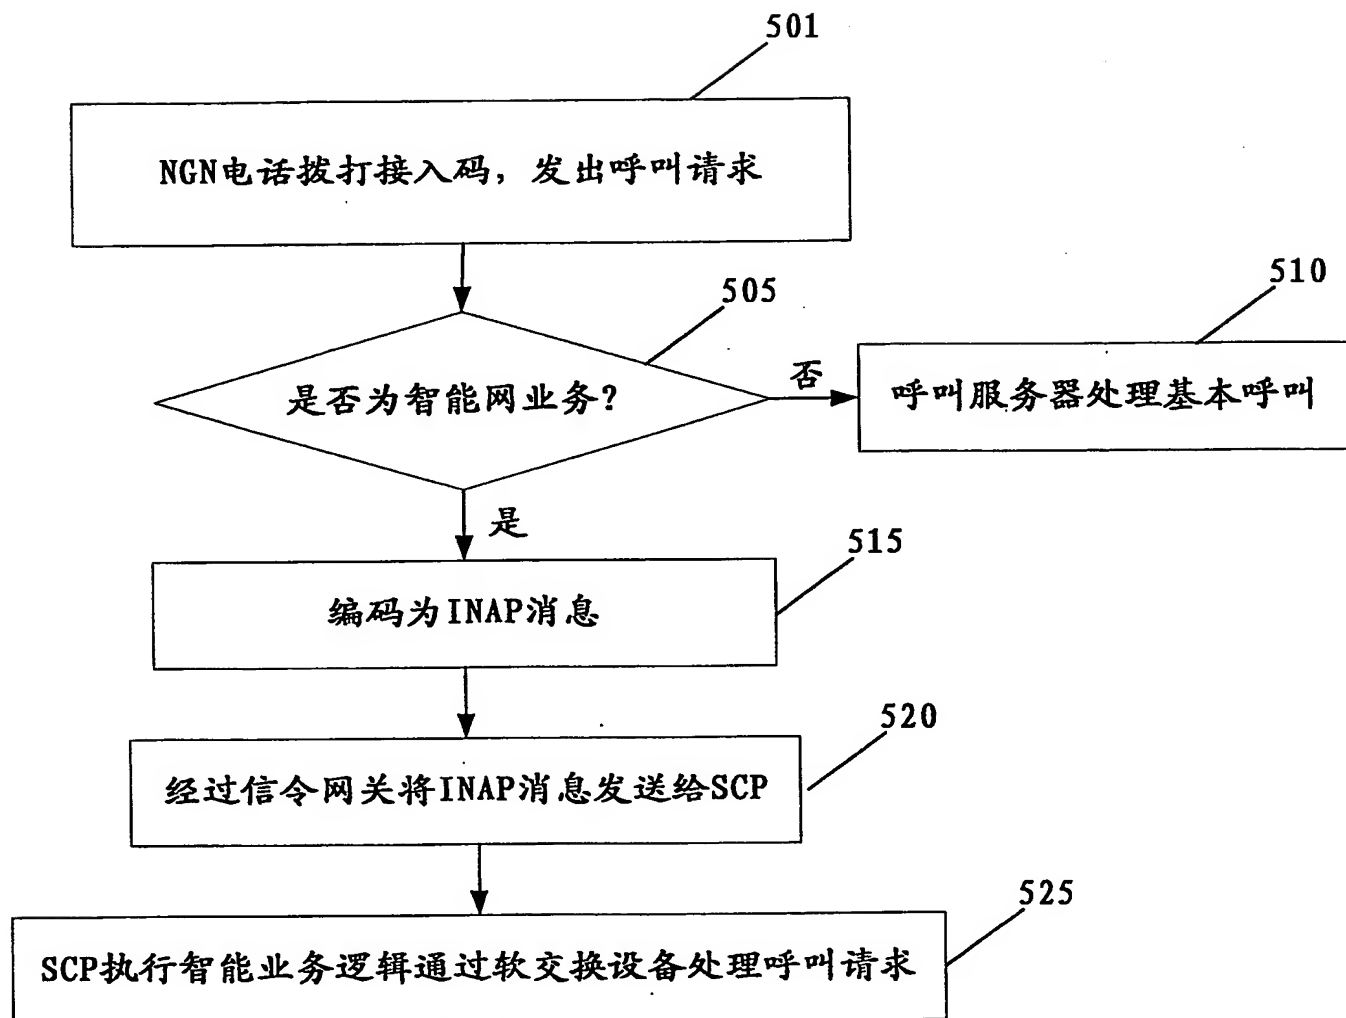 501
NGN电话拨打接入码，发出呼叫请求
505
510
是否为智能网业务?
否
呼叫服务器处理基本呼叫
是
515
编码为INAP消息
520
经过信令网关将INAP消息发送给SCP
525
SCP执行智能业务逻辑通过软交换设备处理呼叫请求